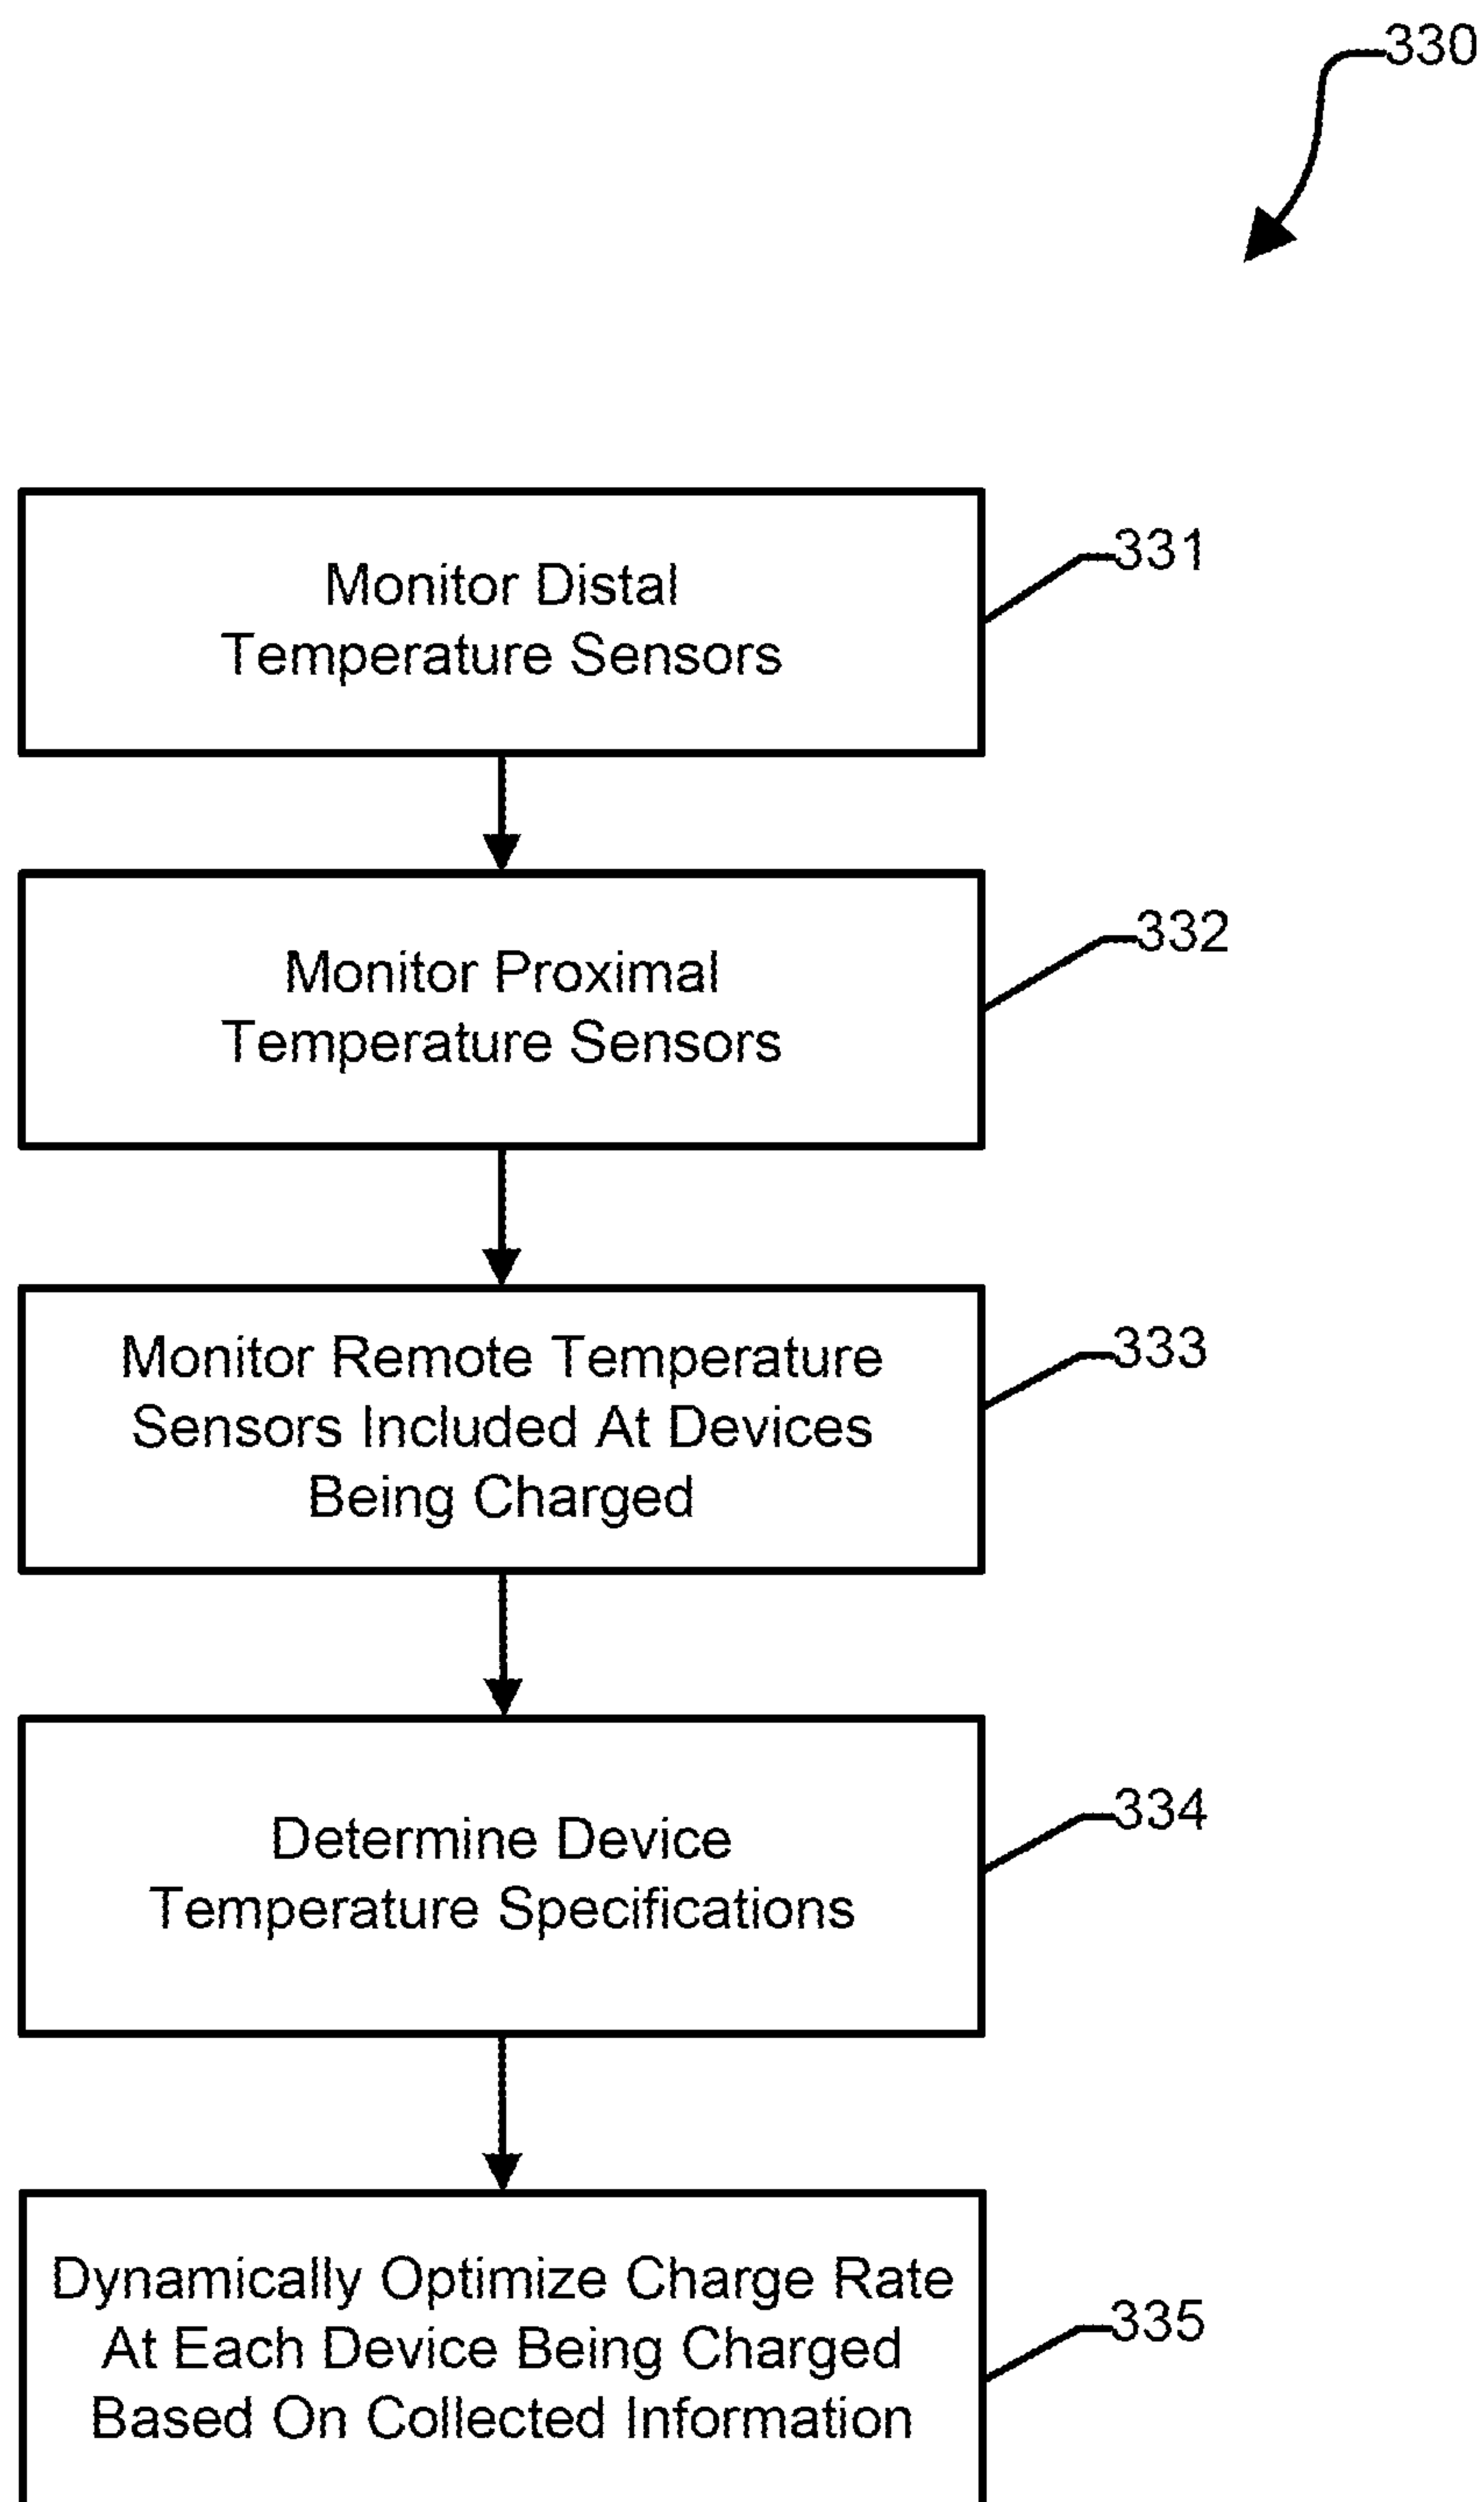 330
Monitor Distal
Temperature Sensors
331
Monitor Proximal
Temperature Sensors
332
Monitor Remote Temperature
Sensors Included At Devices
Being Charged
333
Determine Device
Temperature Specifications
334
Dynamically Optimize Charge Rate
At Each Device Being Charged
Based On Collected Information
335